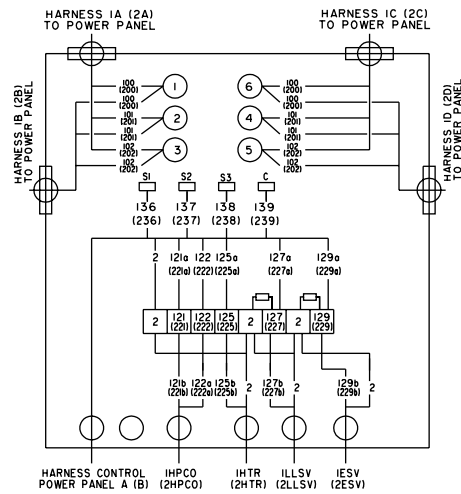 HARNESS 1A (2A)
TO POWER PANEL
HARNESS 1C (2C)
TO POWER PANEL
HARNESS 1B (2B)
TO POWER PANEL
HARNESS 1D (2D)
TO POWER PANEL
100
(200)
100
(200)
101
(201)
101
(201)
102
(202)
102
(202)
1
2
3
6
4
5
100
(200)
100
(200)
101
(201)
101
(201)
102
(202)
102
(202)
S1
S2
S3
C
136
(236)
137
(237)
138
(238)
139
(239)
2
121a
(221a)
122
(222)
125a
(225a)
127a
(227a)
129a
(229a)
2
121
(221)
122
(222)
125
(225)
2
127
(227)
2
129
(229)
121b
(221b)
122a
(222a)
125b
(225b)
2
127b
(227b)
2
129b
(229b)
2
HARNESS CONTROL
POWER PANEL A (B)
1HPCO
(2HPCO)
1HTR
(2HTR)
1LLSV
(2LLSV)
1ESV
(2ESV)